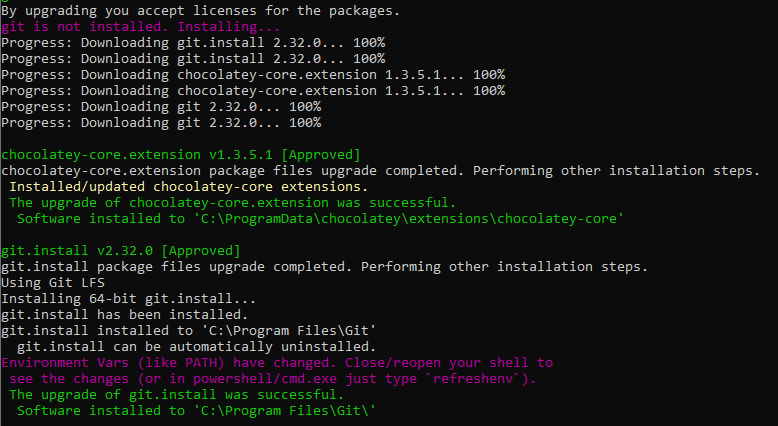 By upgrading you accept licenses for the packages.
git is not installed. Installing...
Progress: Downloading git.install 2.32.0... 100%
Progress: Downloading git.install 2.32.0... 100%
Progress: Downloading chocolatey-core.extension 1.3.5.1... 100%
Progress: Downloading chocolatey-core.extension 1.3.5.1... 100%
Progress: Downloading git 2.32.0... 100%
Progress: Downloading git 2.32.0... 100%
chocolatey-core.extension v1.3.5.1 [Approved]
chocolatey-core.extension package files upgrade completed. Performing other installation steps.
Installed/updated chocolatey-core extensions.
The upgrade of chocolatey-core.extension was successful.
Software installed to 'C:\ProgramData\chocolatey\extensions\chocolatey-core'
git.install v2.32.0 [Approved]
git.install package files upgrade completed. Performing other installation steps.
Using Git LFS
Installing 64-bit git.install...
git.install has been installed.
git.install installed to 'C:\Program Files\Git'
git.install can be automatically uninstalled.
Environment Vars (like PATH) have changed. Close/reopen your shell to
see the changes (or in powershell/cmd.exe just type `refreshenv`).
The upgrade of git.install was successful.
Software installed to 'C:\Program Files\Git\'